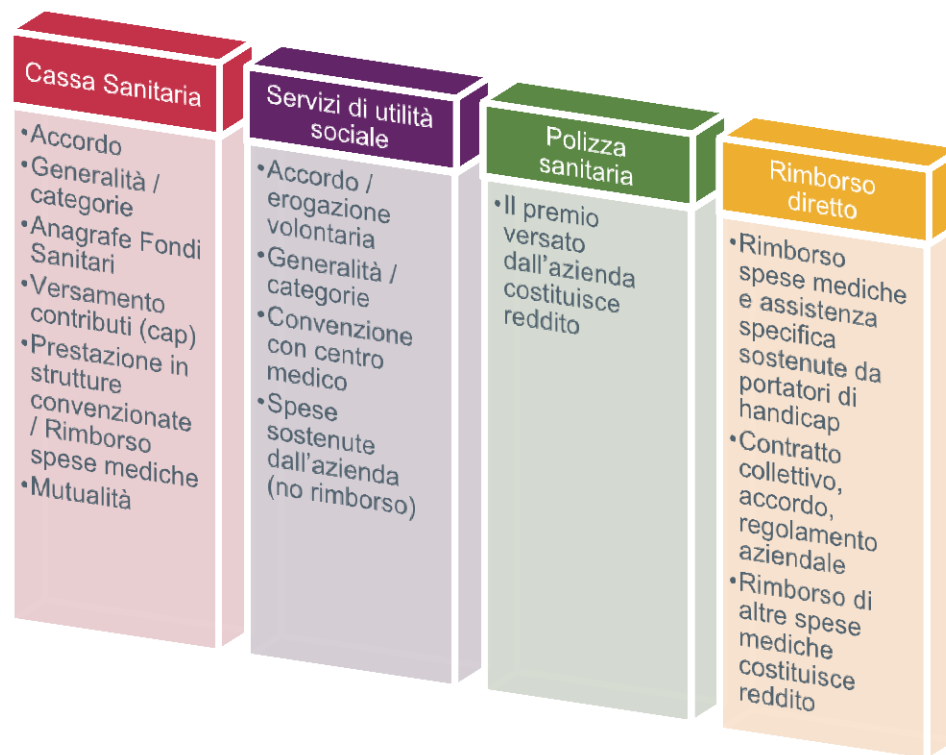 Cassa Sanitaria
•Accordo
•Generalità /
categorie
•Anagrafe Fondi
Sanitari
•Versamento
contributi (cap)
•Prestazione in
strutture
convenzionate
/ Rimborso
spese mediche
•Mutualità
Servizi di utilità
sociale
•Accordo /
erogazione
volontaria
•Generalità /
categorie
•Convenzione
con centro
medico
•Spese
sostenute
dall'azienda
(no rimborso)
Polizza
sanitaria
•Il premio
versato
dall'azienda
costituisce
reddito
Rimborso
diretto
•Rimborso
spese mediche
e assistenza
specifica
sostenute da
portatori di
handicap
•Contratto
collettivo,
accordo,
regolamento
aziendale
•Rimborso di
altre spese
mediche
costituisce
reddito